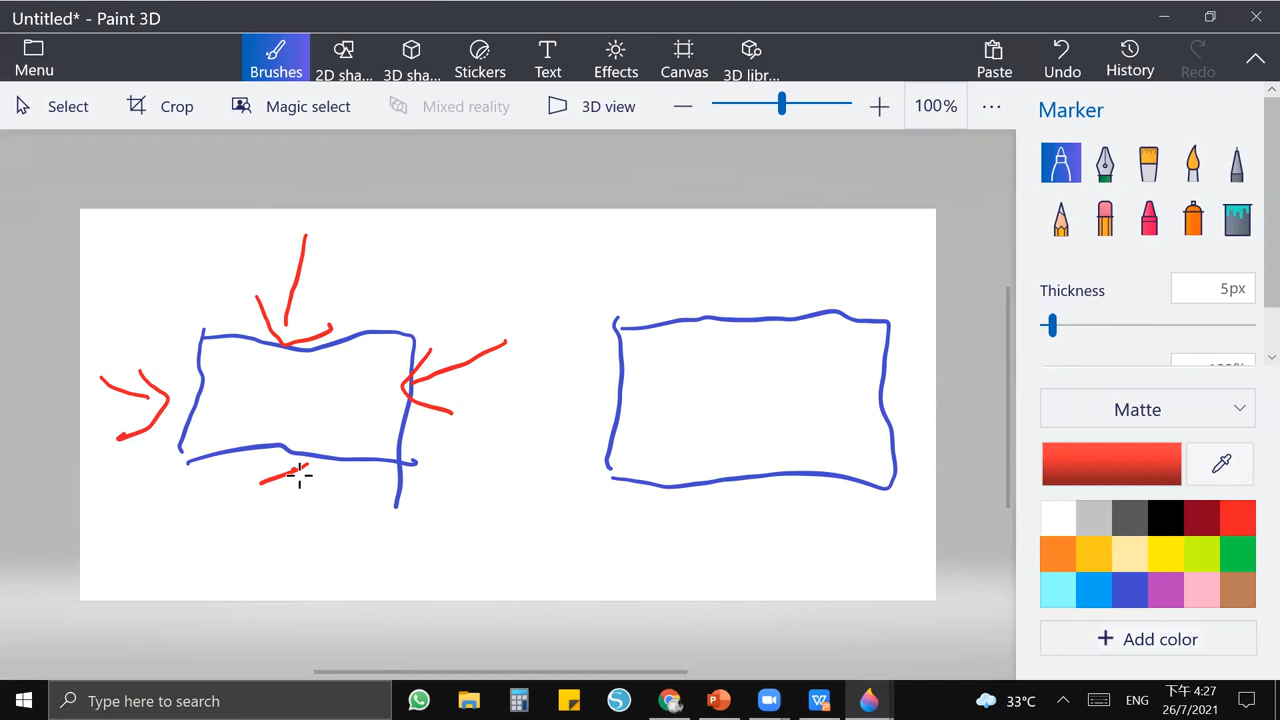 Untitled* - Paint 3D
Menu
Brushes
2D sha...
3D sha...
Stickers
Text
Effects
Canvas
3D libr...
Paste
Undo
History
Redo
Select
Crop
Magic select
Mixed reality
3D view
100%
Marker
Thickness
5px
Matte
Add color
Type here to search
33°C
ENG
下午 4:27
26/7/2021